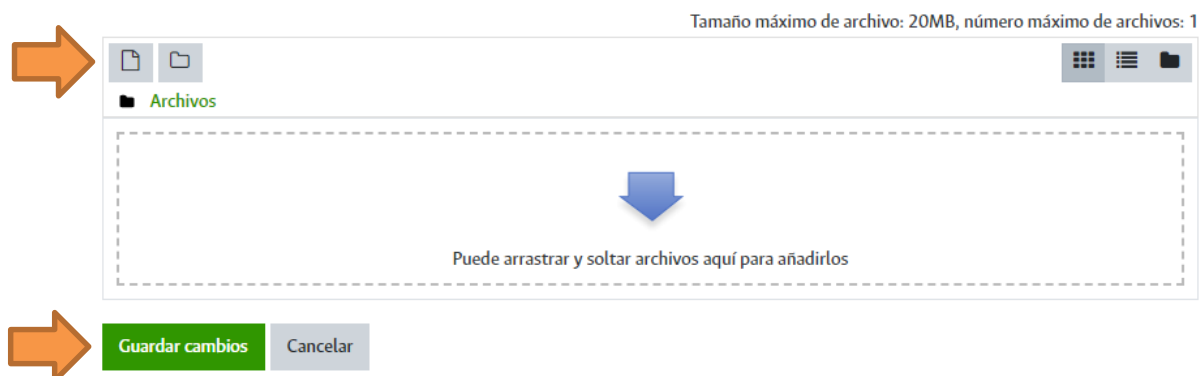 Tamaño máximo de archivo: 20MB, número máximo de archivos: 1
Archivos
Puede arrastrar y soltar archivos aquí para añadirlos
Guardar cambios Cancelar